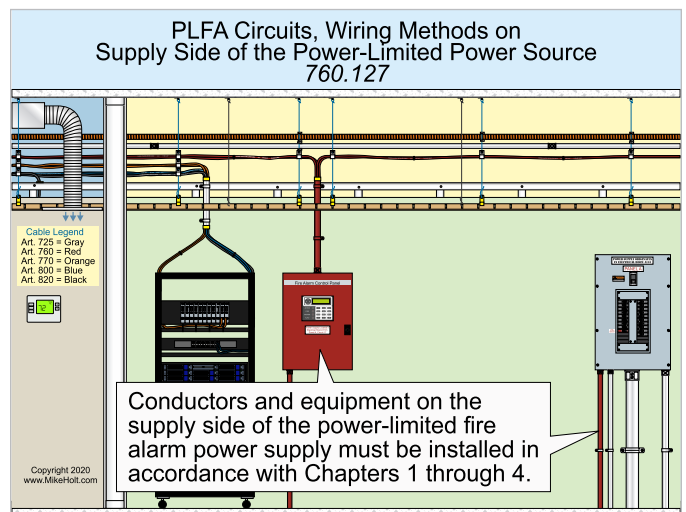 PLFA Circuits, Wiring Methods on
Supply Side of the Power-Limited Power Source
760.127
Cable Legend
Art. 725 = Gray
Art. 760 = Red
Art. 770 = Orange
Art. 800 = Blue
Art. 820 = Black
72
Fire Alarm Control Panel
Conductors and equipment on the
supply side of the power-limited fire
alarm power supply must be installed in
accordance with Chapters 1 through 4.
Copyright 2020
www.MikeHolt.com